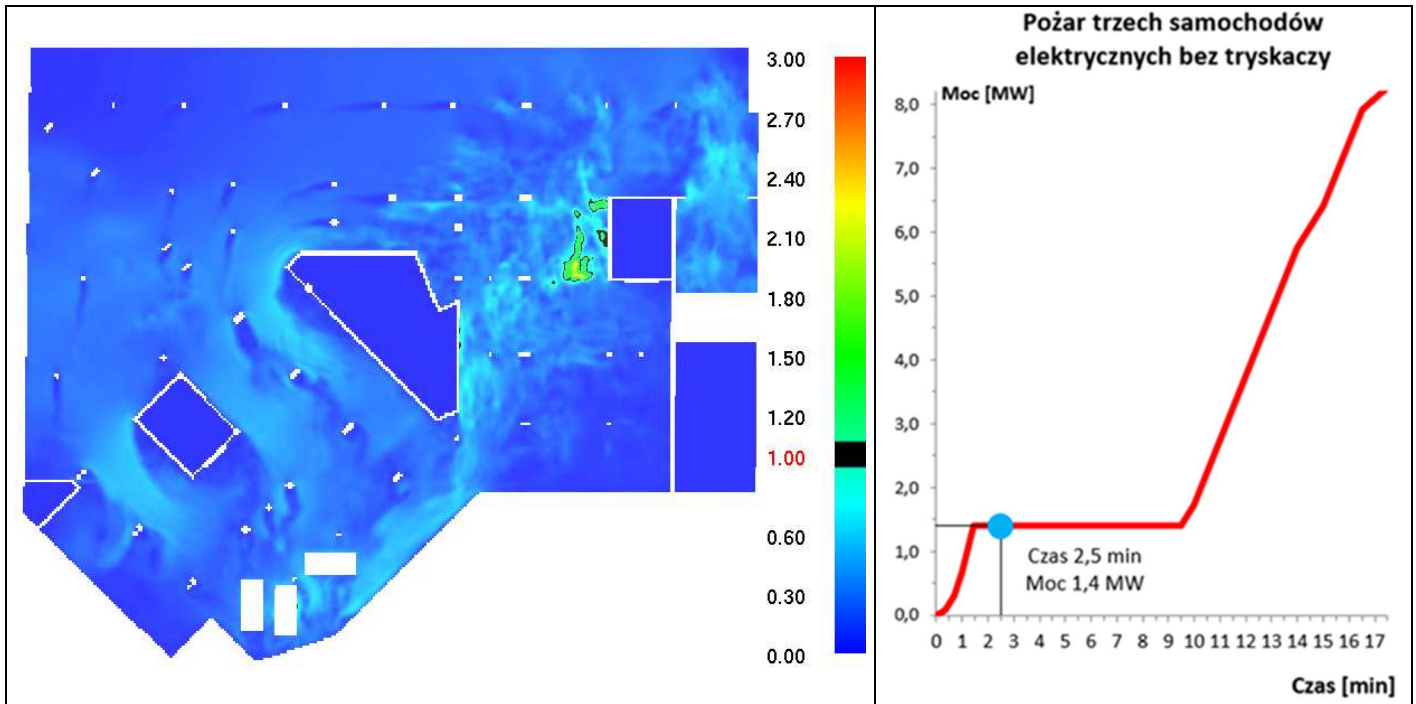 3.00
2.70
2.40
2.10
1.80
1.50
1.20
1.00
0.60
0.30
0.00
Pożar trzech samochodów
elektrycznych bez tryskaczy
Moc [MW]
8,0
7,0
6,0
5,0
4,0
3,0
2,0
1,0
0,0
Czas 2,5 min
Moc 1,4 MW
0 1 2 3 4 5 6 7 8 9 10 11 12 13 14 15 16 17
Czas [min]